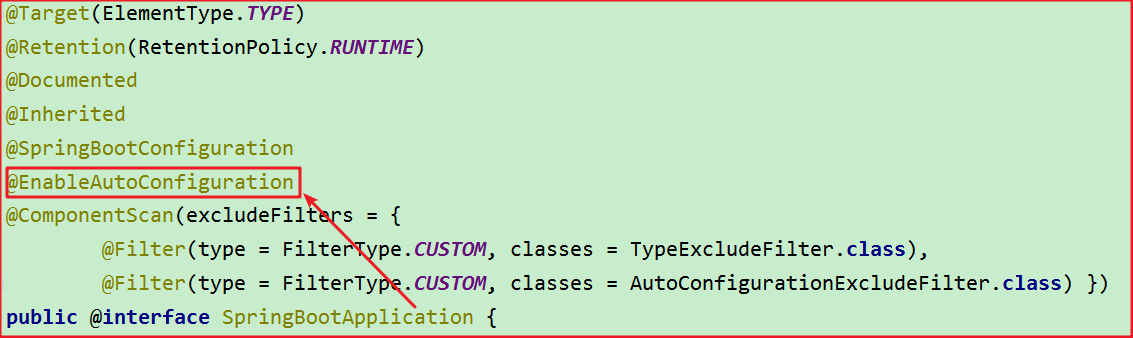 @Target(ElementType.TYPE)
@Retention(RetentionPolicy.RUNTIME)
@Documented
@Inherited
@SpringBootConfiguration
@EnableAutoConfiguration
@ComponentScan(excludeFilters = {
        @Filter(type = FilterType.CUSTOM, classes = TypeExcludeFilter.class),
        @Filter(type = FilterType.CUSTOM, classes = AutoConfigurationExcludeFilter.class) })
public @interface SpringBootApplication {